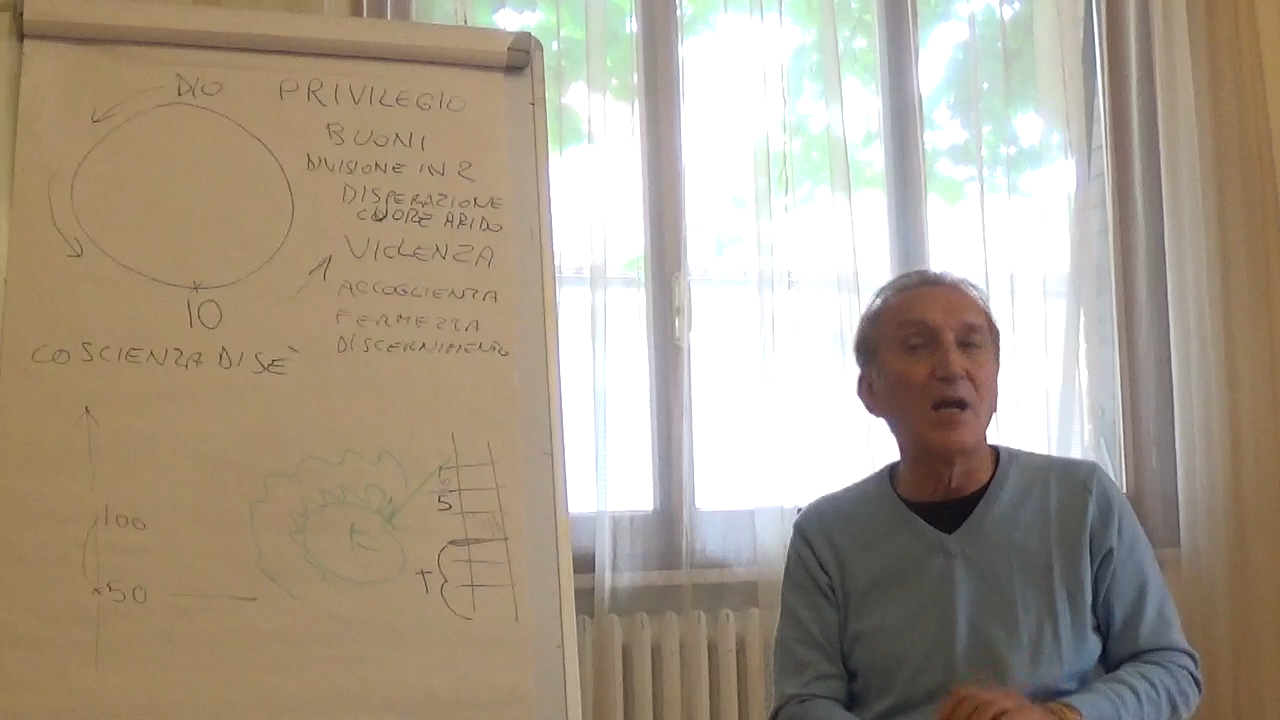 DIO PRIVILEGIO
BUONI
DIVISIONE IN 2
DISPERAZIONE
CUORE ARIDO
VIOLENZA
ACCOGLIENZA
FERMEZZA
DISCERNIMENTO
IO
COSCIENZA DI SÈ
100
50
6
5
T